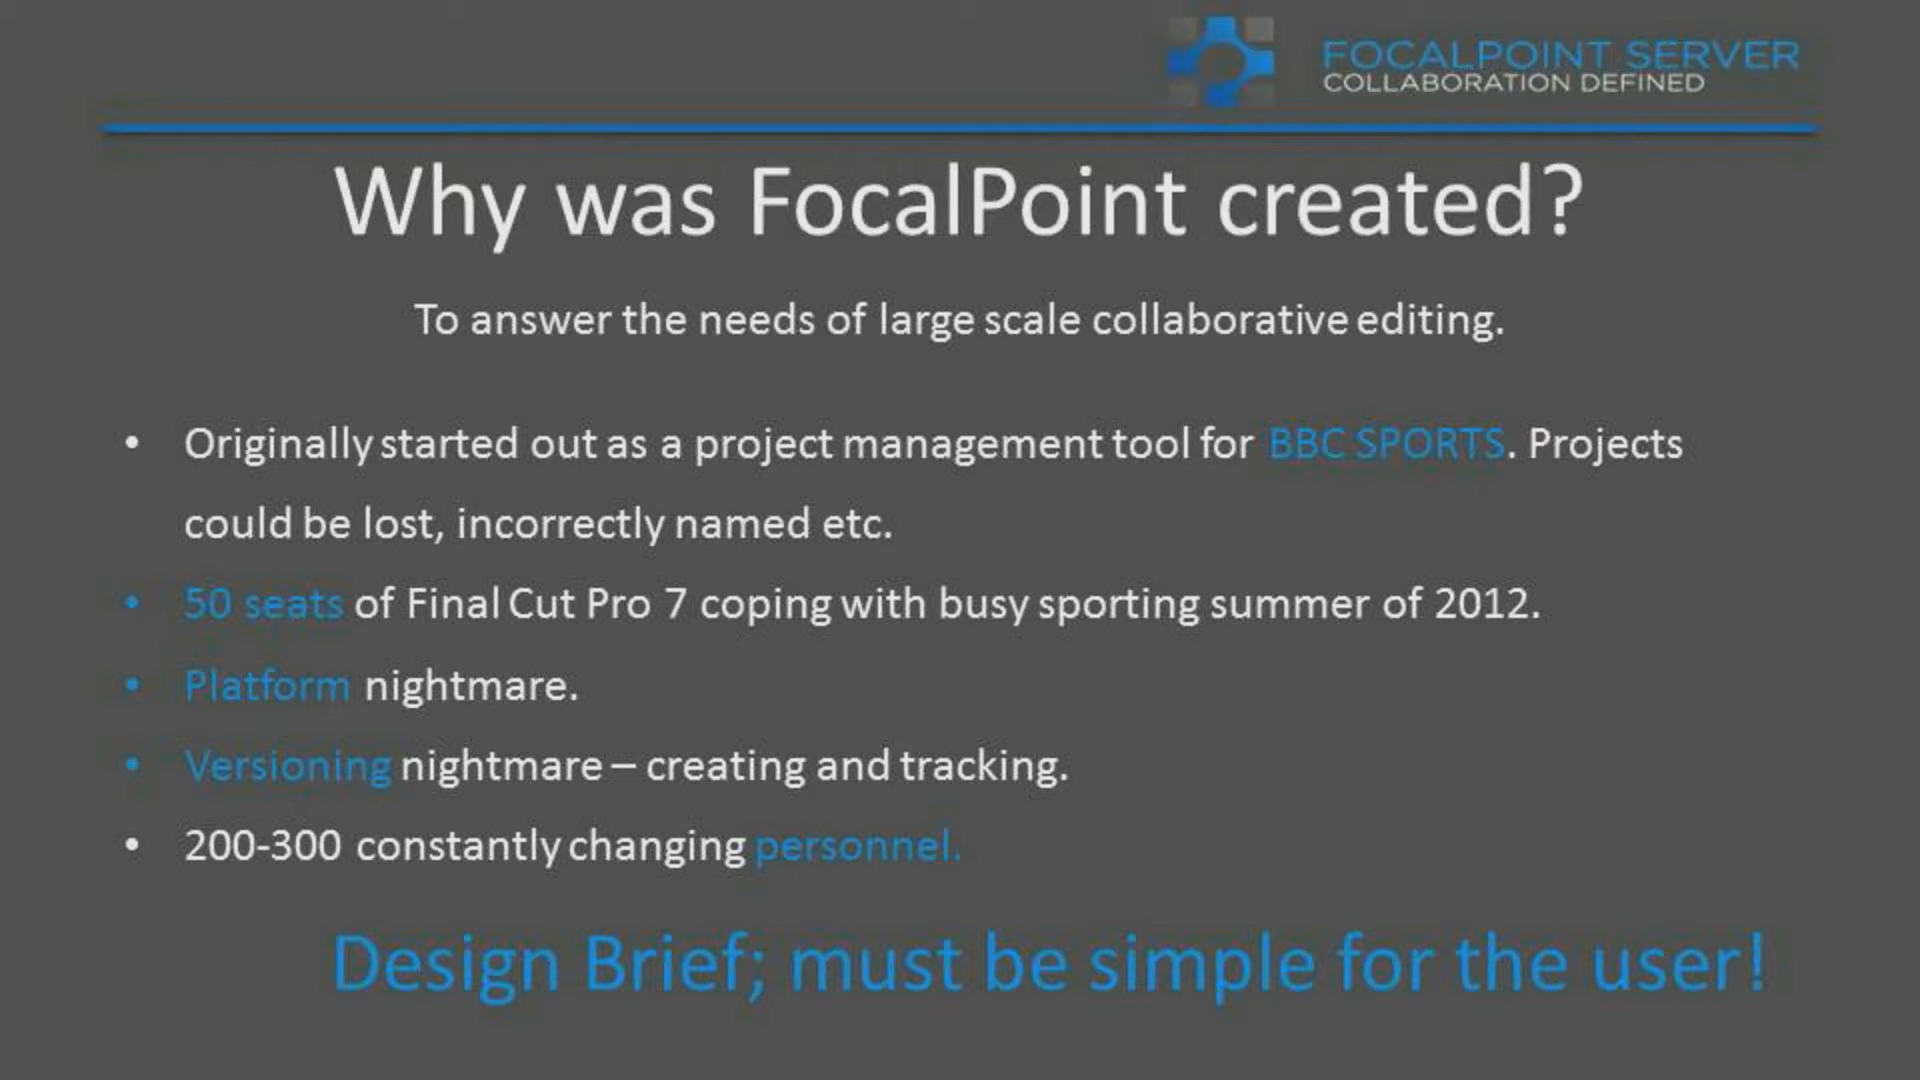 FOCALPOINT SERVER
COLLABORATION DEFINED
Why was FocalPoint created?
To answer the needs of large scale collaborative editing.
• Originally started out as a project management tool for BBC SPORTS. Projects
could be lost, incorrectly named etc.
• 50 seats of Final Cut Pro 7 coping with busy sporting summer of 2012.
• Platform nightmare.
• Versioning nightmare – creating and tracking.
• 200-300 constantly changing personnel.
Design Brief; must be simple for the user!